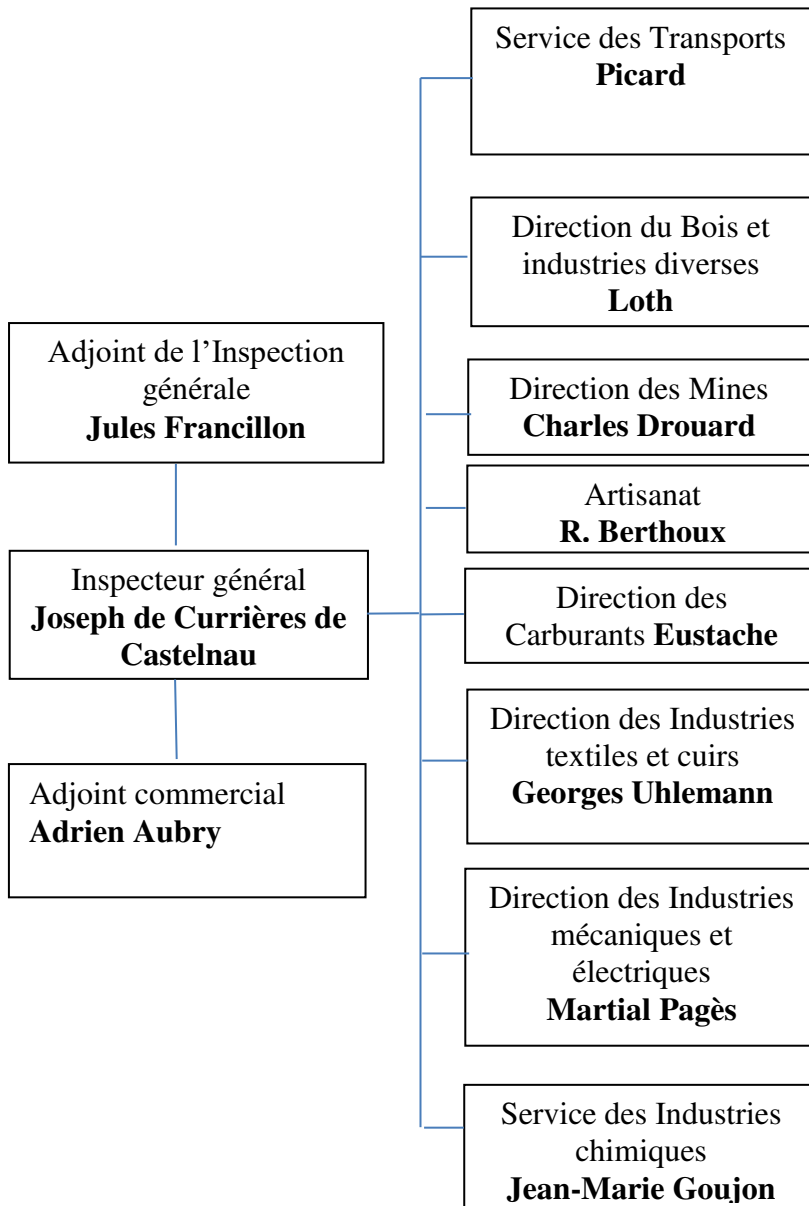 Service des Transports
Picard
Direction du Bois et
industries diverses
Loth
Adjoint de l’Inspection
générale
Jules Francillon
Direction des Mines
Charles Drouard
Artisanat
R. Berthoux
Inspecteur général
Joseph de Currières de
Castelnau
Direction des
Carburants Eustache
Direction des Industries
textiles et cuirs
Georges Uhlemann
Adjoint commercial
Adrien Aubry
Direction des Industries
mécaniques et
électriques
Martial Pagès
Service des Industries
chimiques
Jean-Marie Goujon